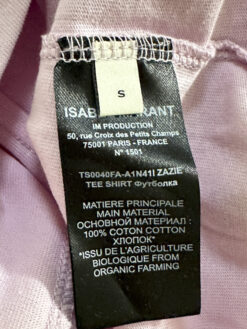 S
ISAB RANT
IM PRODUCTION
50, rue Croix des Petits Champs
75001 PARIS - FRANCE
N° 1501
TS0040FA-A1N41I ZAZIE
TEE SHIRT Футболка
MATIERE PRINCIPALE
MAIN MATERIAL
ОСНОВНОЙ МАТЕРИАЛ :
100% COTON COTTON
ХЛОПОК*
*ISSU DE L'AGRICULTURE
BIOLOGIQUE FROM
ORGANIC FARMING